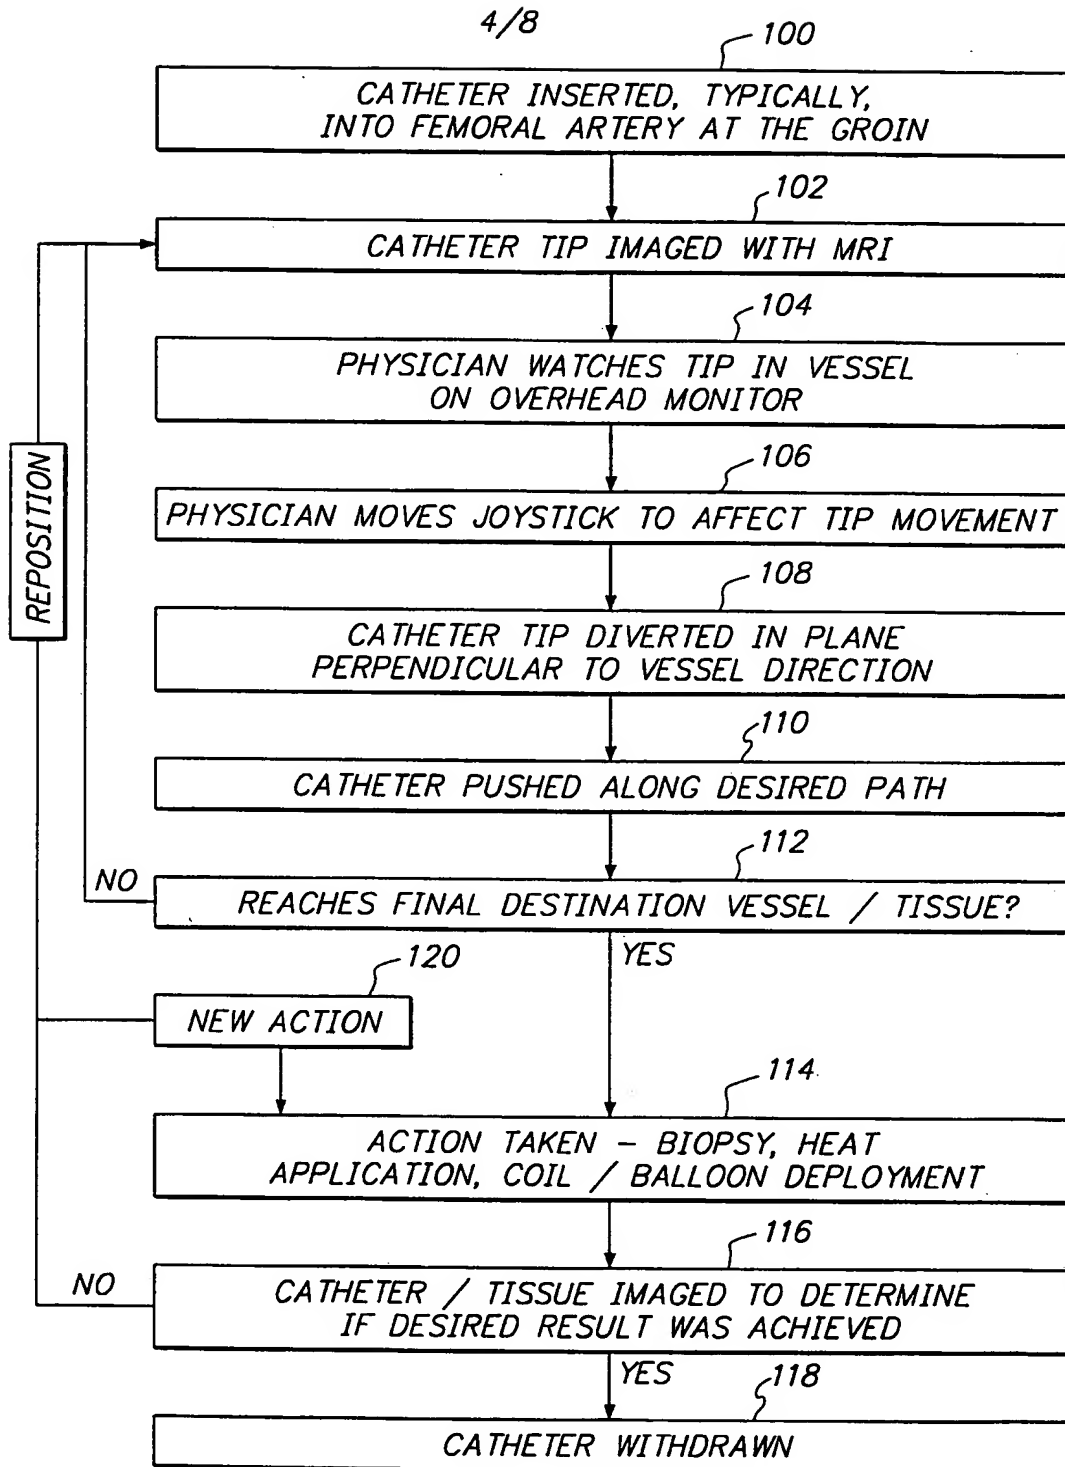 4/8
100
CATHETER INSERTED, TYPICALLY,
INTO FEMORAL ARTERY AT THE GROIN
102
CATHETER TIP IMAGED WITH MRI
104
PHYSICIAN WATCHES TIP IN VESSEL
ON OVERHEAD MONITOR
106
PHYSICIAN MOVES JOYSTICK TO AFFECT TIP MOVEMENT
REPOSITION
108
CATHETER TIP DIVERTED IN PLANE
PERPENDICULAR TO VESSEL DIRECTION
110
CATHETER PUSHED ALONG DESIRED PATH
112
NO
REACHES FINAL DESTINATION VESSEL / TISSUE?
YES
120
NEW ACTION
114
ACTION TAKEN – BIOPSY, HEAT
APPLICATION, COIL / BALLOON DEPLOYMENT
116
NO
CATHETER / TISSUE IMAGED TO DETERMINE
IF DESIRED RESULT WAS ACHIEVED
YES
118
CATHETER WITHDRAWN